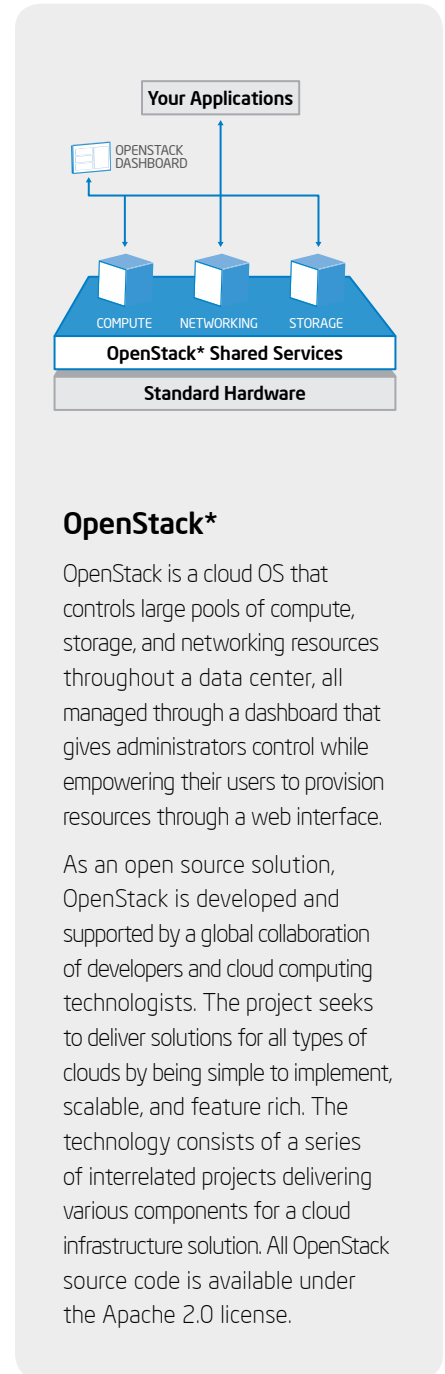 Your Applications
OPENSTACK
DASHBOARD
COMPUTE NETWORKING STORAGE
OpenStack* Shared Services
Standard Hardware
OpenStack*
OpenStack is a cloud OS that
controls large pools of compute,
storage, and networking resources
throughout a data center, all
managed through a dashboard that
gives administrators control while
empowering their users to provision
resources through a web interface.
As an open source solution,
OpenStack is developed and
supported by a global collaboration
of developers and cloud computing
technologists. The project seeks
to deliver solutions for all types of
clouds by being simple to implement,
scalable, and feature rich. The
technology consists of a series
of interrelated projects delivering
various components for a cloud
infrastructure solution. All OpenStack
source code is available under
the Apache 2.0 license.